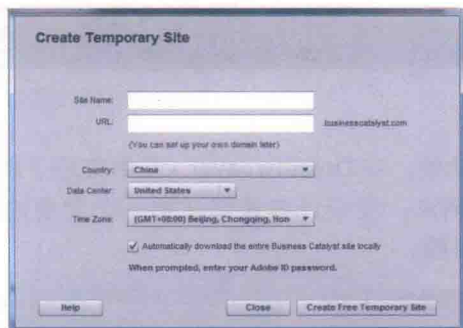 Create Temporary Site
Site Name:
URL: businesscatalyst.com
(You can set up your own domain later)
Country: China
Data Center: United States
Time Zone: (GMT+08:00) Beijing, Chongqing, Hon
Automatically download the entire Business Catalyst site locally
When prompted, enter your Adobe ID password.
Help Close Create Free Temporary Site